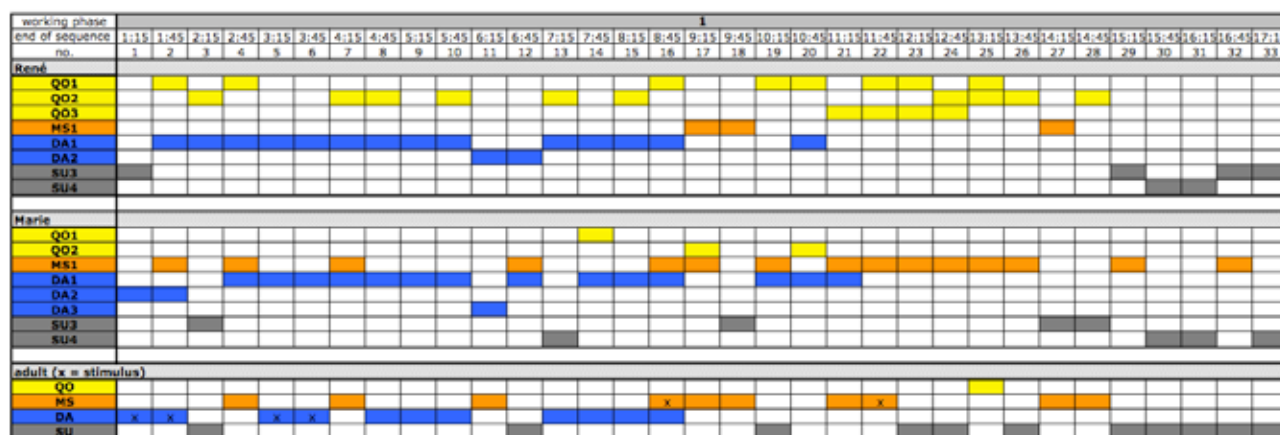 working phase 1
end of sequence 1:15 1:45 2:15 2:45 3:15 3:45 4:15 4:45 5:15 5:45 6:15 6:45 7:15 7:45 8:15 8:45 9:15 9:45 10:15 10:45 11:15 11:45 12:15 12:45 13:15 13:45 14:15 14:45 15:15 15:45 16:15 16:45 17:1
no. 1 2 3 4 5 6 7 8 9 10 11 12 13 14 15 16 17 18 19 20 21 22 23 24 25 26 27 28 29 30 31 32 33
René
QO1
QO2
QO3
MS1
DA1
DA2
SU3
SU4
Marie
QO1
QO2
MS1
DA1
DA2
DA3
SU3
SU4
adult (x = stimulus)
QO
MS x x
DA x x x x
SU